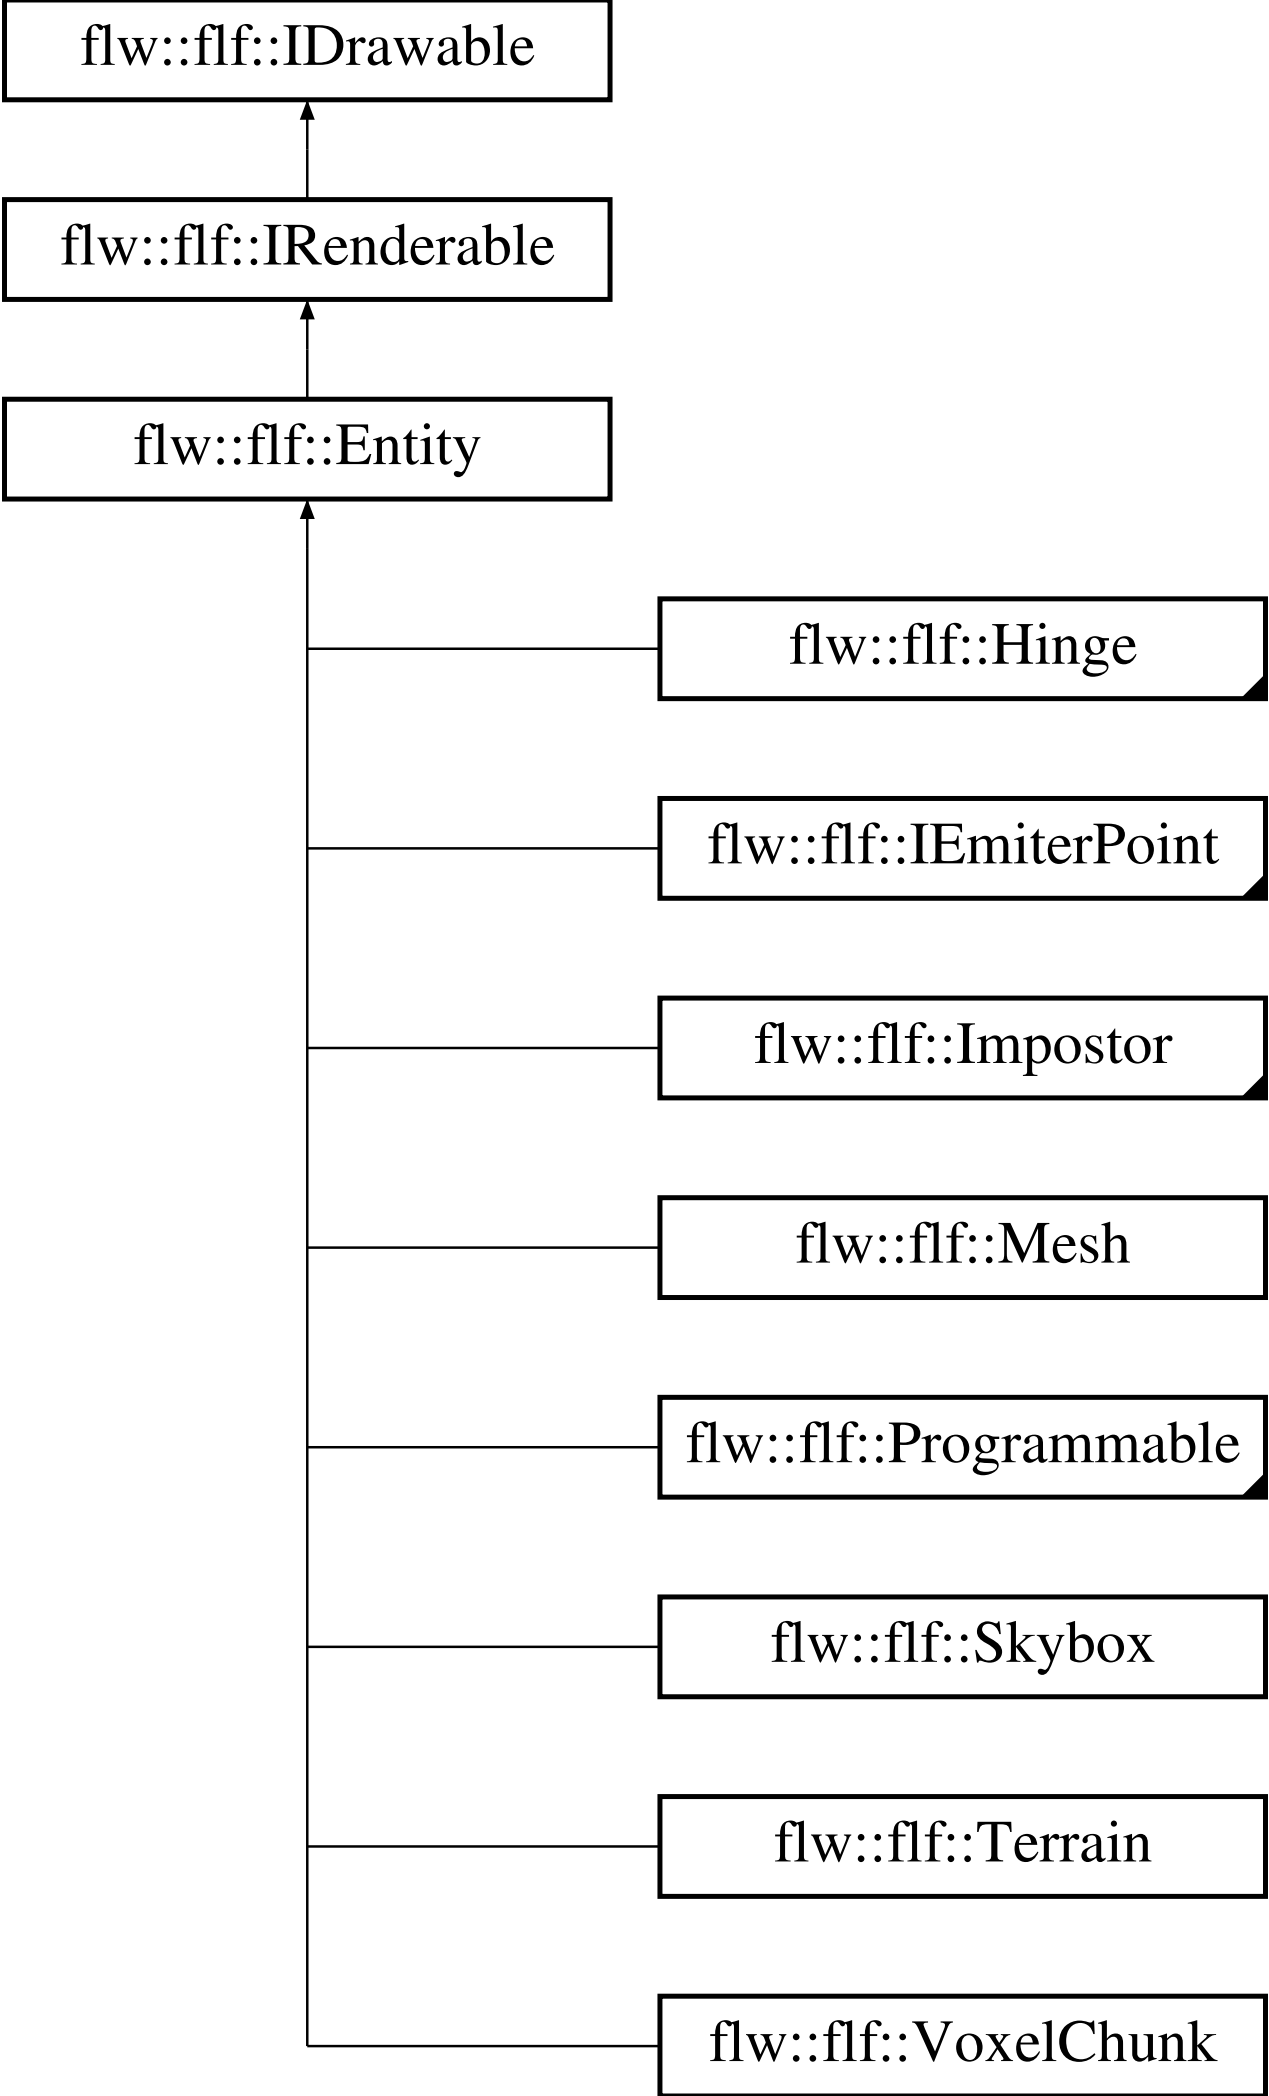 flw::flf::IDrawable
flw::flf::IRenderable
flw::flf::Entity
flw::flf::Hinge
flw::flf::IEmiterPoint
flw::flf::Impostor
flw::flf::Mesh
flw::flf::Programmable
flw::flf::Skybox
flw::flf::Terrain
flw::flf::VoxelChunk